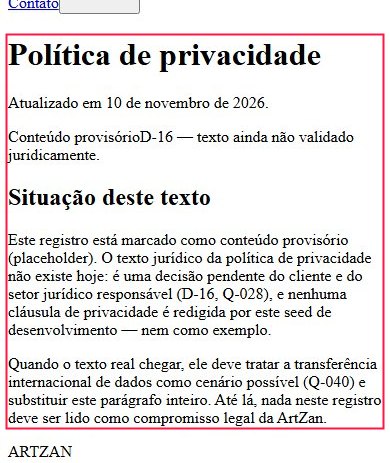 Contato
Política de privacidade
Atualizado em 10 de novembro de 2026.
Conteúdo provisórioD-16 — texto ainda não validado
juridicamente.
Situação deste texto
Este registro está marcado como conteúdo provisório
(placeholder). O texto jurídico da política de privacidade
não existe hoje: é uma decisão pendente do cliente e do
setor jurídico responsável (D-16, Q-028), e nenhuma
cláusula de privacidade é redigida por este seed de
desenvolvimento — nem como exemplo.
Quando o texto real chegar, ele deve tratar a transferência
internacional de dados como cenário possível (Q-040) e
substituir este parágrafo inteiro. Até lá, nada neste registro
deve ser lido como compromisso legal da ArtZan.
ARTZAN